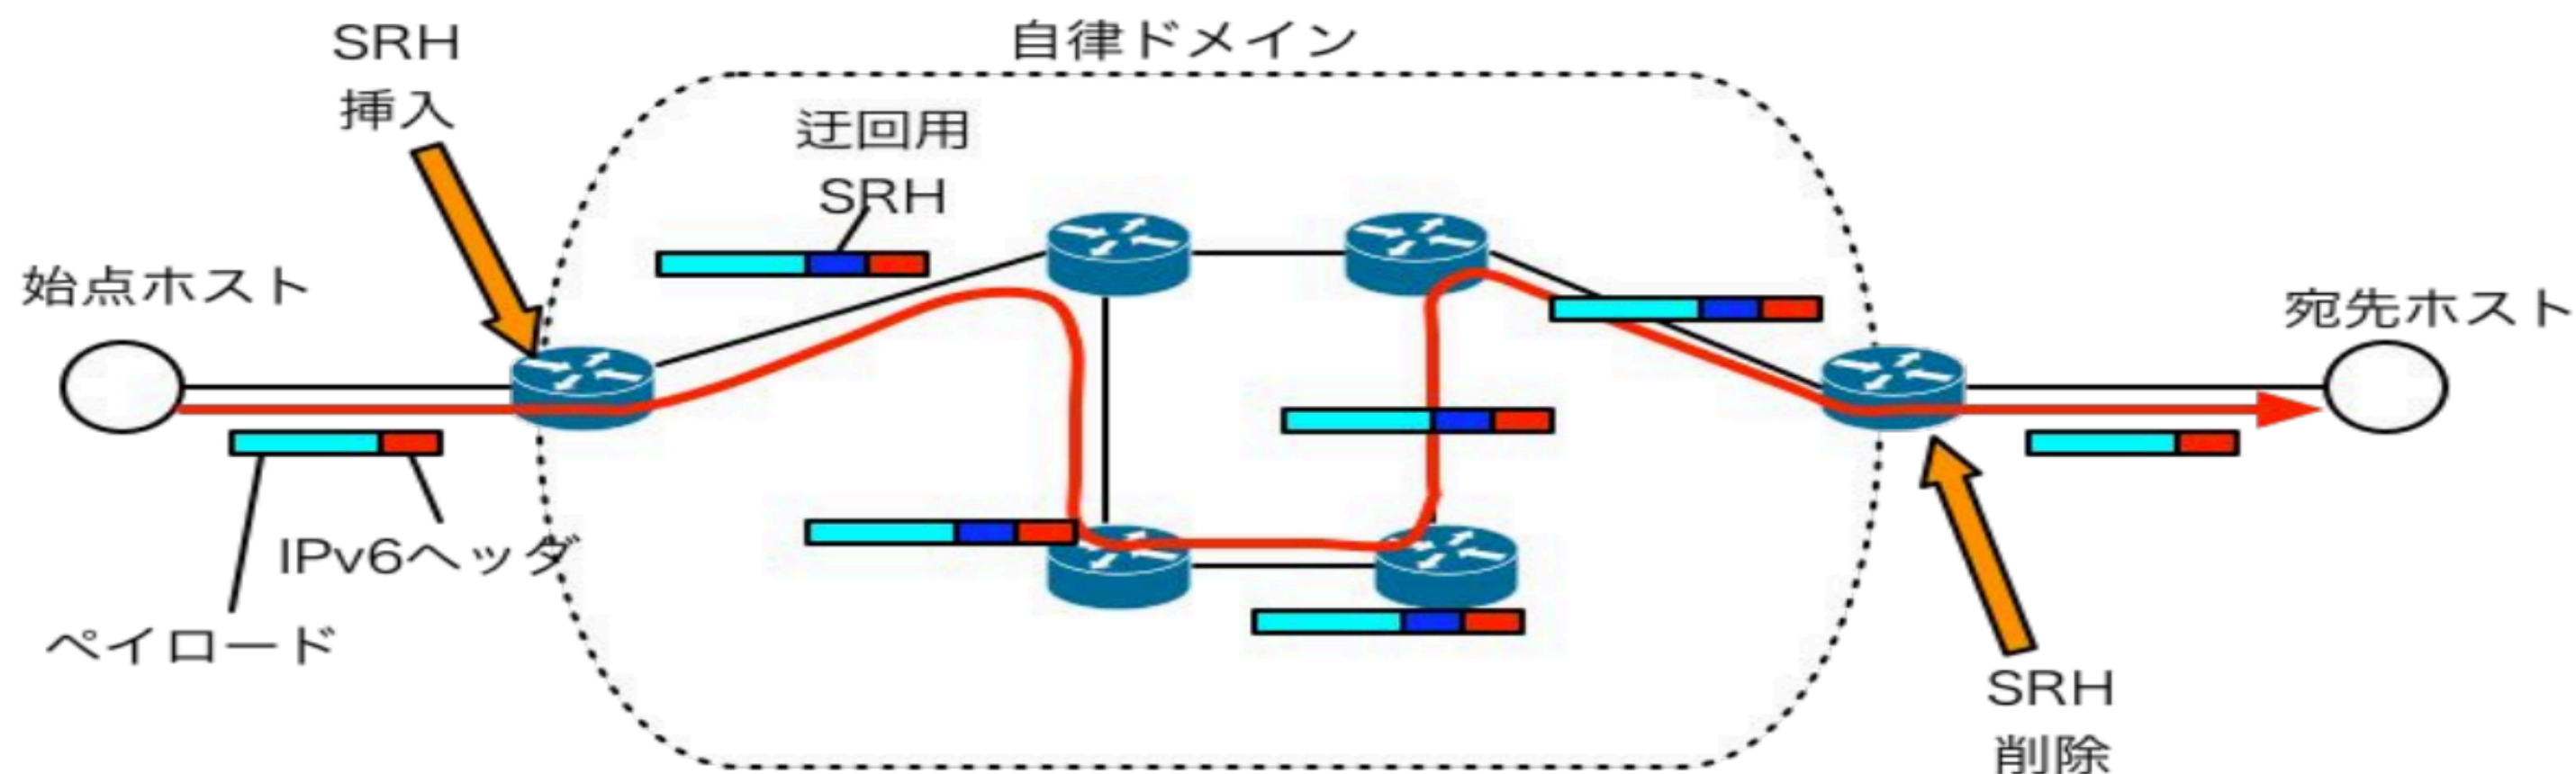 SRH
挿入
自律ドメイン
迂回用
SRH
始点ホスト
宛先ホスト
IPv6ヘッダ
ペイロード
SRH
削除